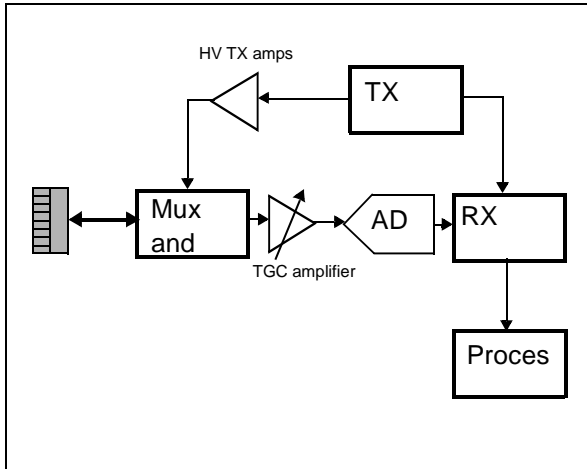 HV TX amps
TX
Mux
and
AD
RX
TGC amplifier
Proces